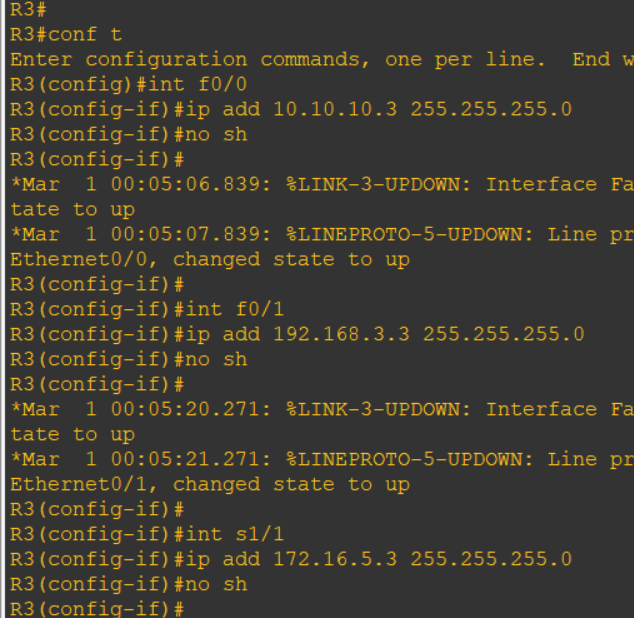 R3#
R3#conf t
Enter configuration commands, one per line.  End w
R3(config)#int f0/0
R3(config-if)#ip add 10.10.10.3 255.255.255.0
R3(config-if)#no sh
R3(config-if)#
*Mar  1 00:05:06.839: %LINK-3-UPDOWN: Interface Fa
tate to up
*Mar  1 00:05:07.839: %LINEPROTO-5-UPDOWN: Line pr
Ethernet0/0, changed state to up
R3(config-if)#
R3(config-if)#int f0/1
R3(config-if)#ip add 192.168.3.3 255.255.255.0
R3(config-if)#no sh
R3(config-if)#
*Mar  1 00:05:20.271: %LINK-3-UPDOWN: Interface Fa
tate to up
*Mar  1 00:05:21.271: %LINEPROTO-5-UPDOWN: Line pr
Ethernet0/1, changed state to up
R3(config-if)#
R3(config-if)#int s1/1
R3(config-if)#ip add 172.16.5.3 255.255.255.0
R3(config-if)#no sh
R3(config-if)#